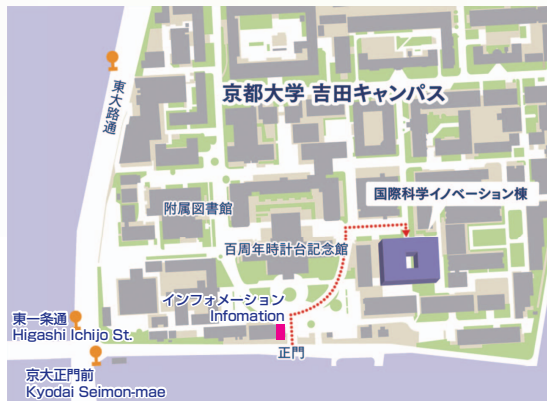 京都大学 吉田キャンパス
東大路通
国際科学イノベーション棟
附属図書館
百周年時計台記念館
インフォメーション
Infomation
東一条通
Higashi Ichijo St.
正門
京大正門前
Kyodai Seimon-mae